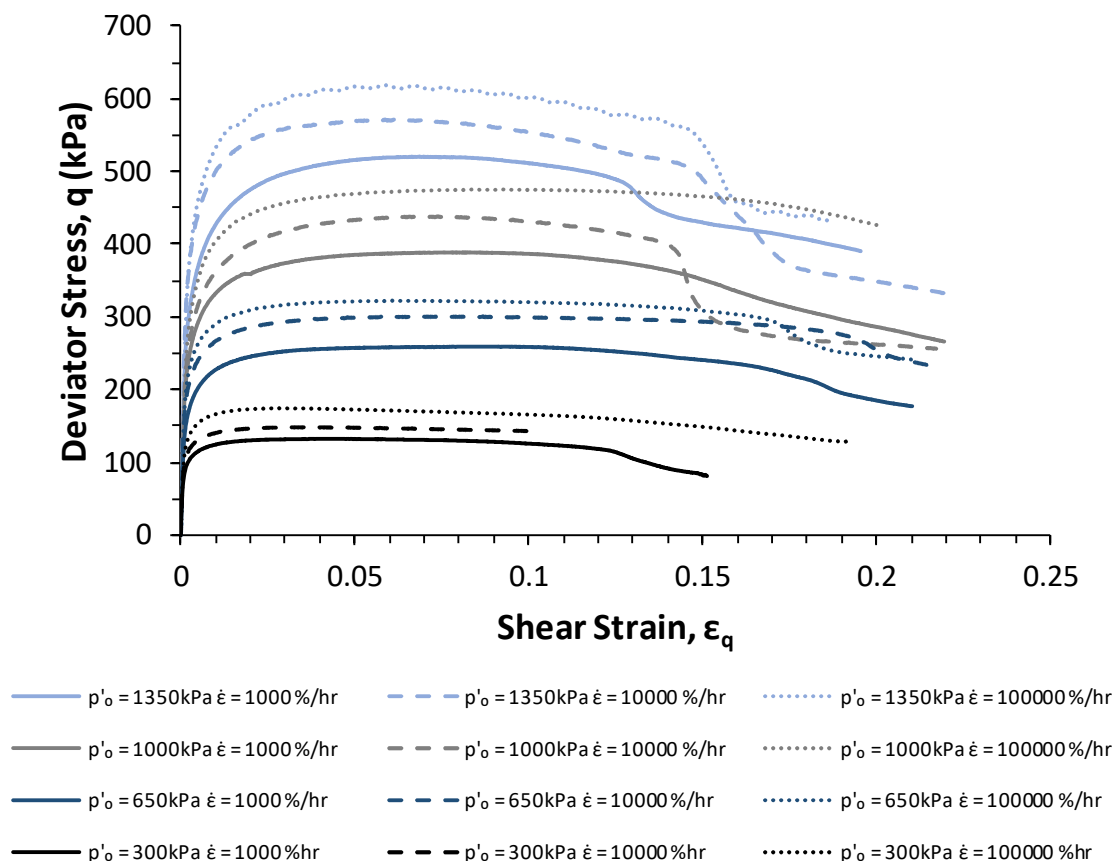 700
600
500
400
300
200
100
0
Deviator Stress, q (kPa)
0 0.05 0.1 0.15 0.2 0.25
Shear Strain, εq
p'o = 1350kPa ε̇ = 1000 %/hr p'o = 1350kPa ε̇ = 10000 %/hr p'o = 1350kPa ε̇ = 100000 %/hr
p'o = 1000kPa ε̇ = 1000 %/hr p'o = 1000kPa ε̇ = 10000 %/hr p'o = 1000kPa ε̇ = 100000 %/hr
p'o = 650kPa ε̇ = 1000 %/hr p'o = 650kPa ε̇ = 10000 %/hr p'o = 650kPa ε̇ = 100000 %/hr
p'o = 300kPa ε̇ = 1000 %hr p'o = 300kPa ε̇ = 10000 %/hr p'o = 300kPa ε̇ = 100000 %/hr